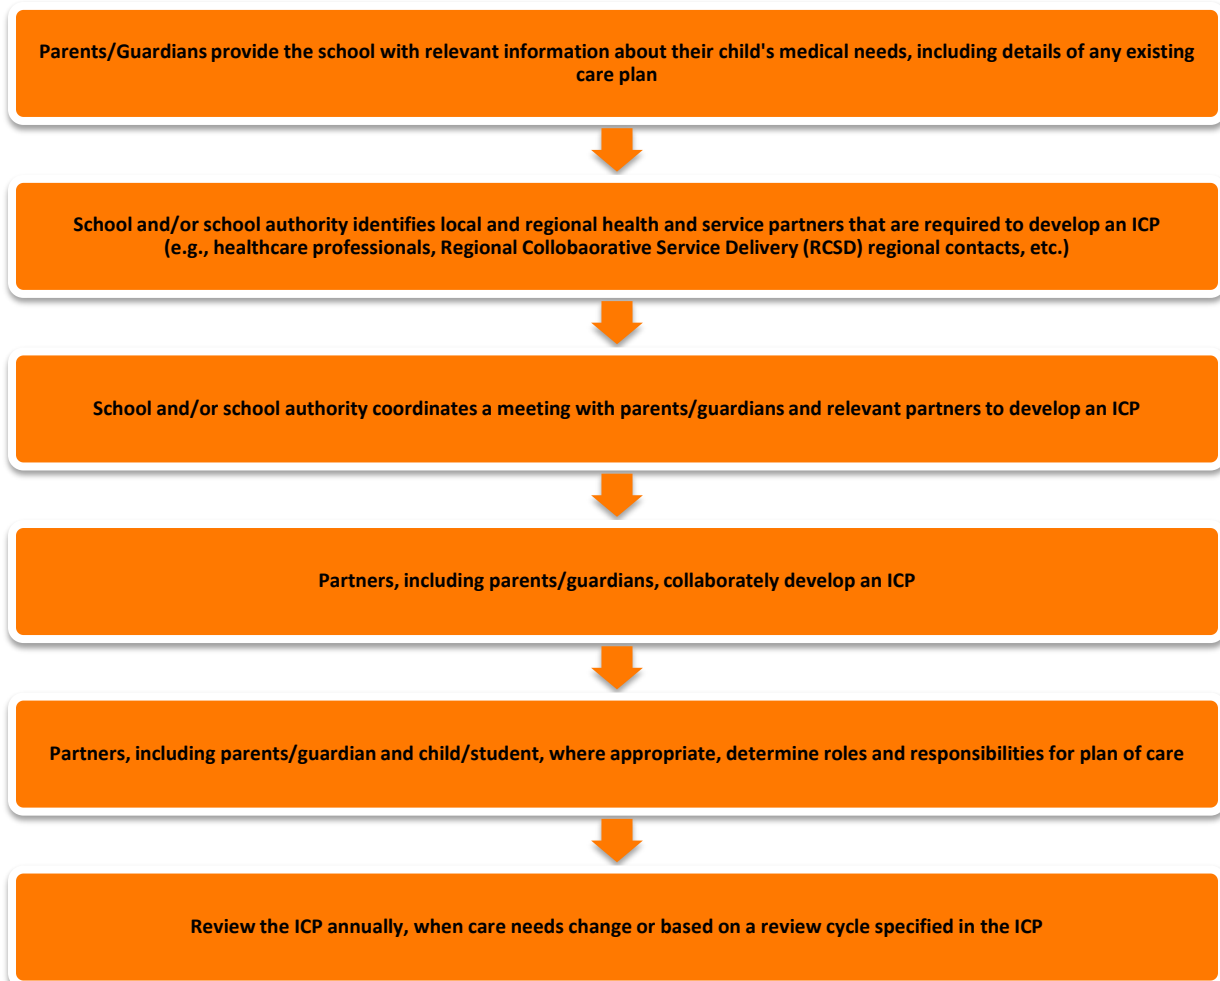 Parents/Guardians provide the school with relevant information about their child's medical needs, including details of any existing
care plan
School and/or school authority identifies local and regional health and service partners that are required to develop an ICP
(e.g., healthcare professionals, Regional Collobaorative Service Delivery (RCSD) regional contacts, etc.)
School and/or school authority coordinates a meeting with parents/guardians and relevant partners to develop an ICP
Partners, including parents/guardians, collaborately develop an ICP
Partners, including parents/guardian and child/student, where appropriate, determine roles and responsibilities for plan of care
Review the ICP annually, when care needs change or based on a review cycle specified in the ICP